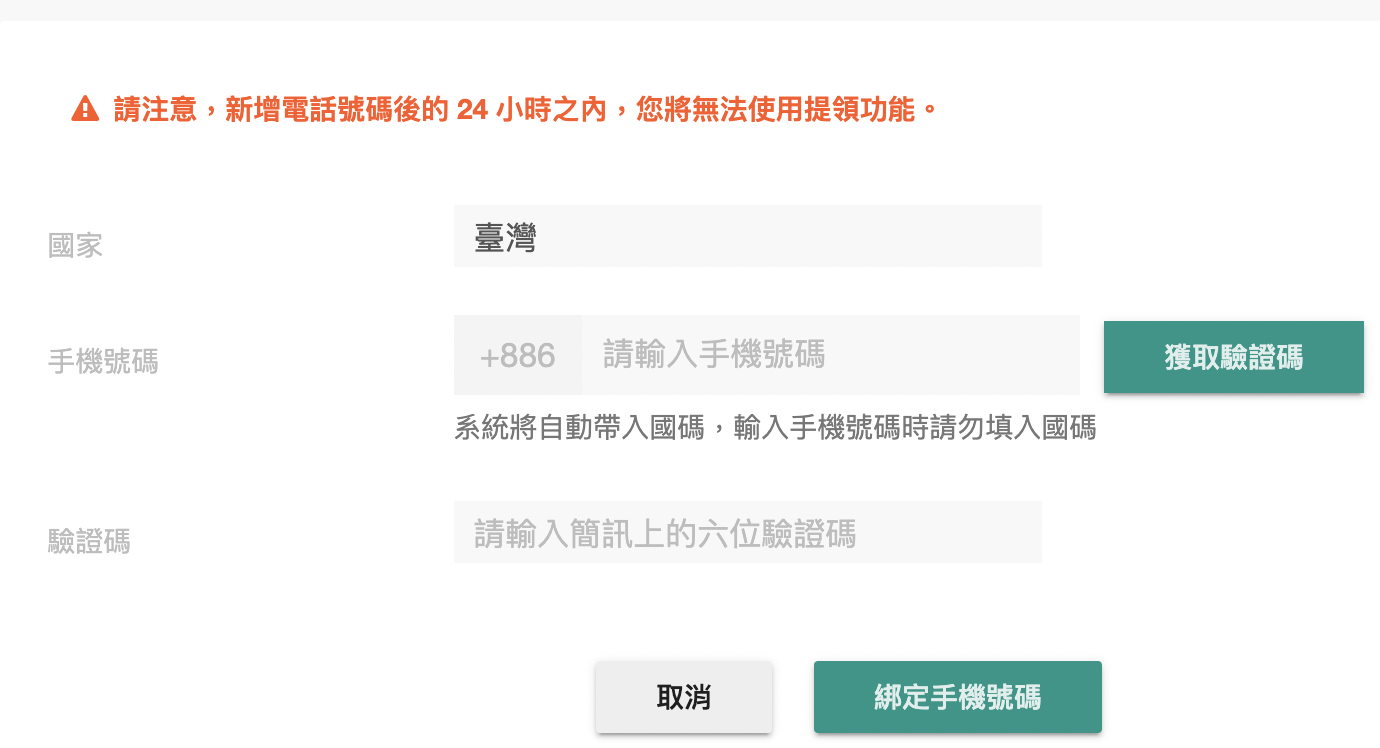 請注意，新增電話號碼後的 24 小時之內，您將無法使用提領功能。
國家
臺灣
手機號碼
+886
請輸入手機號碼
獲取驗證碼
系統將自動帶入國碼，輸入手機號碼時請勿填入國碼
驗證碼
請輸入簡訊上的六位驗證碼
取消
綁定手機號碼